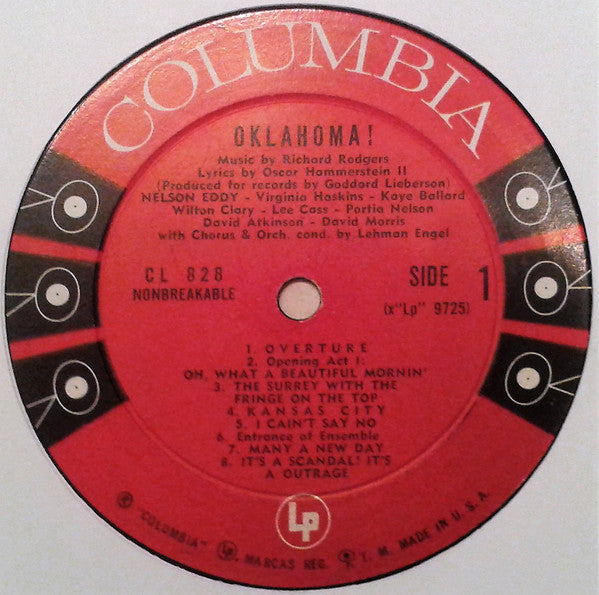 COLUMBIA
OKLAHOMA!
Music by Richard Rodgers
Lyrics by Oscar Hammerstein II
(Produced for records by Goddard Lieberson)
NELSON EDDY - Virginia Haskins - Kaye Ballard
Wilton Clary - Lee Cass - Portia Nelson
David Atkinson - David Morris
with Chorus & Orch. cond. by Lehman Engel
CL 828
NONBREAKABLE
SIDE 1
(x"Lp" 9725)
1. OVERTURE
2. Opening Act I:
OH, WHAT A BEAUTIFUL MORNIN'
3. THE SURREY WITH THE
FRINGE ON THE TOP
4. KANSAS CITY
5. I CAIN'T SAY NO
6. Entrance of Ensemble
7. MANY A NEW DAY
8. IT'S A SCANDAL! IT'S
A OUTRAGE
Lp
® "COLUMBIA" Lp MARCAS REG. T. M. MADE IN U. S. A.